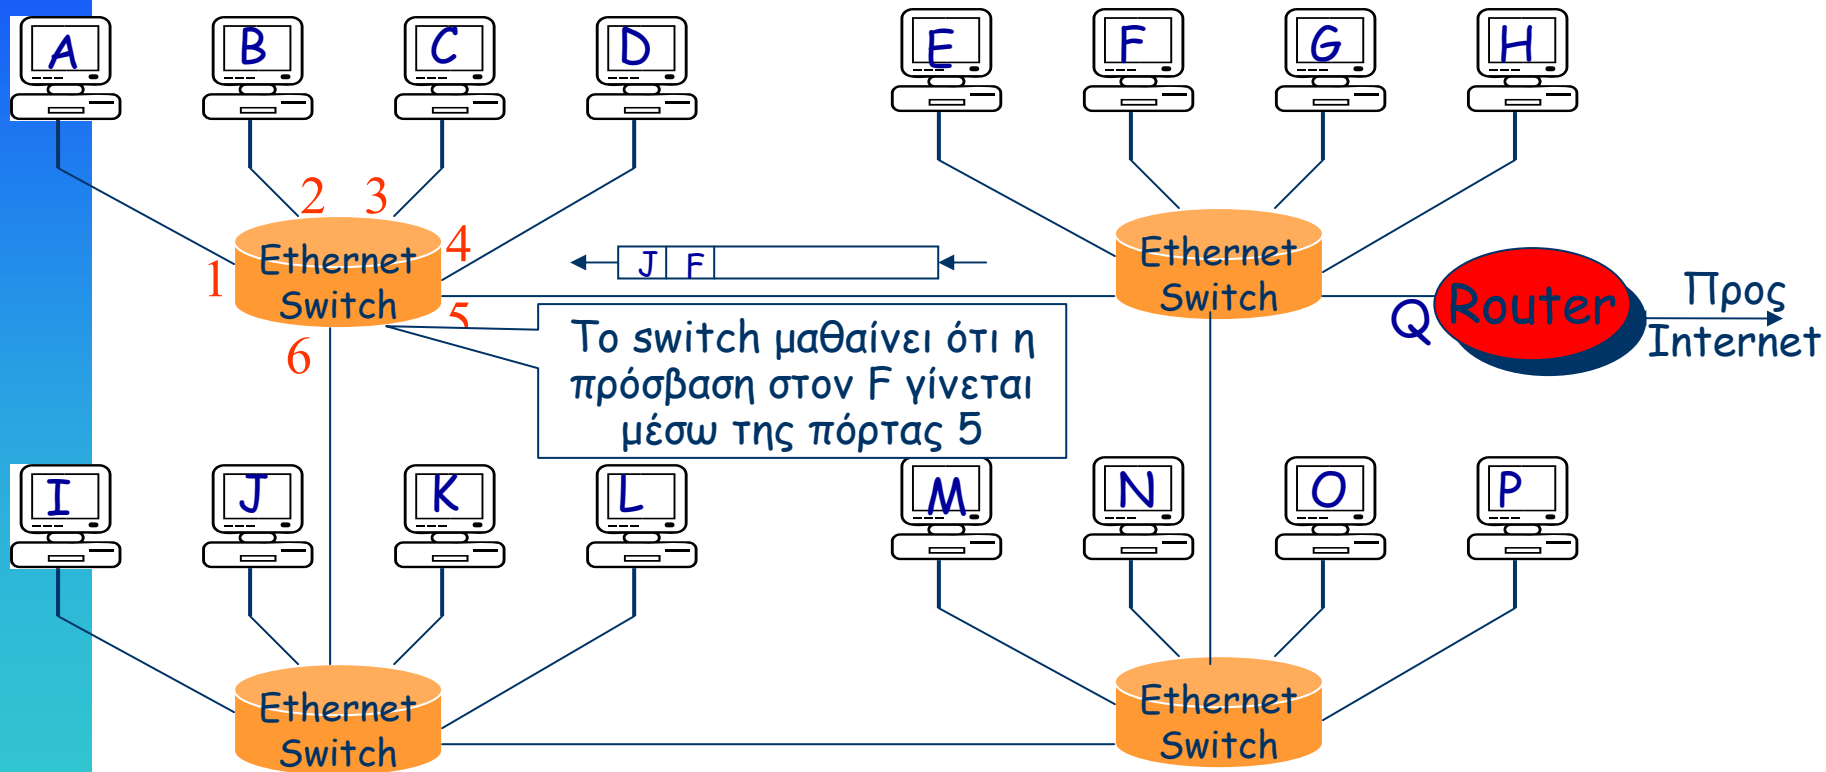 A B C D E F G H
2 3
4
1
5
6
Ethernet
Switch
J F
Ethernet
Switch
Q
Router
Προς
Internet
Το switch μαθαίνει ότι η
πρόσβαση στον F γίνεται
μέσω της πόρτας 5
I J K L M N O P
Ethernet
Switch
Ethernet
Switch